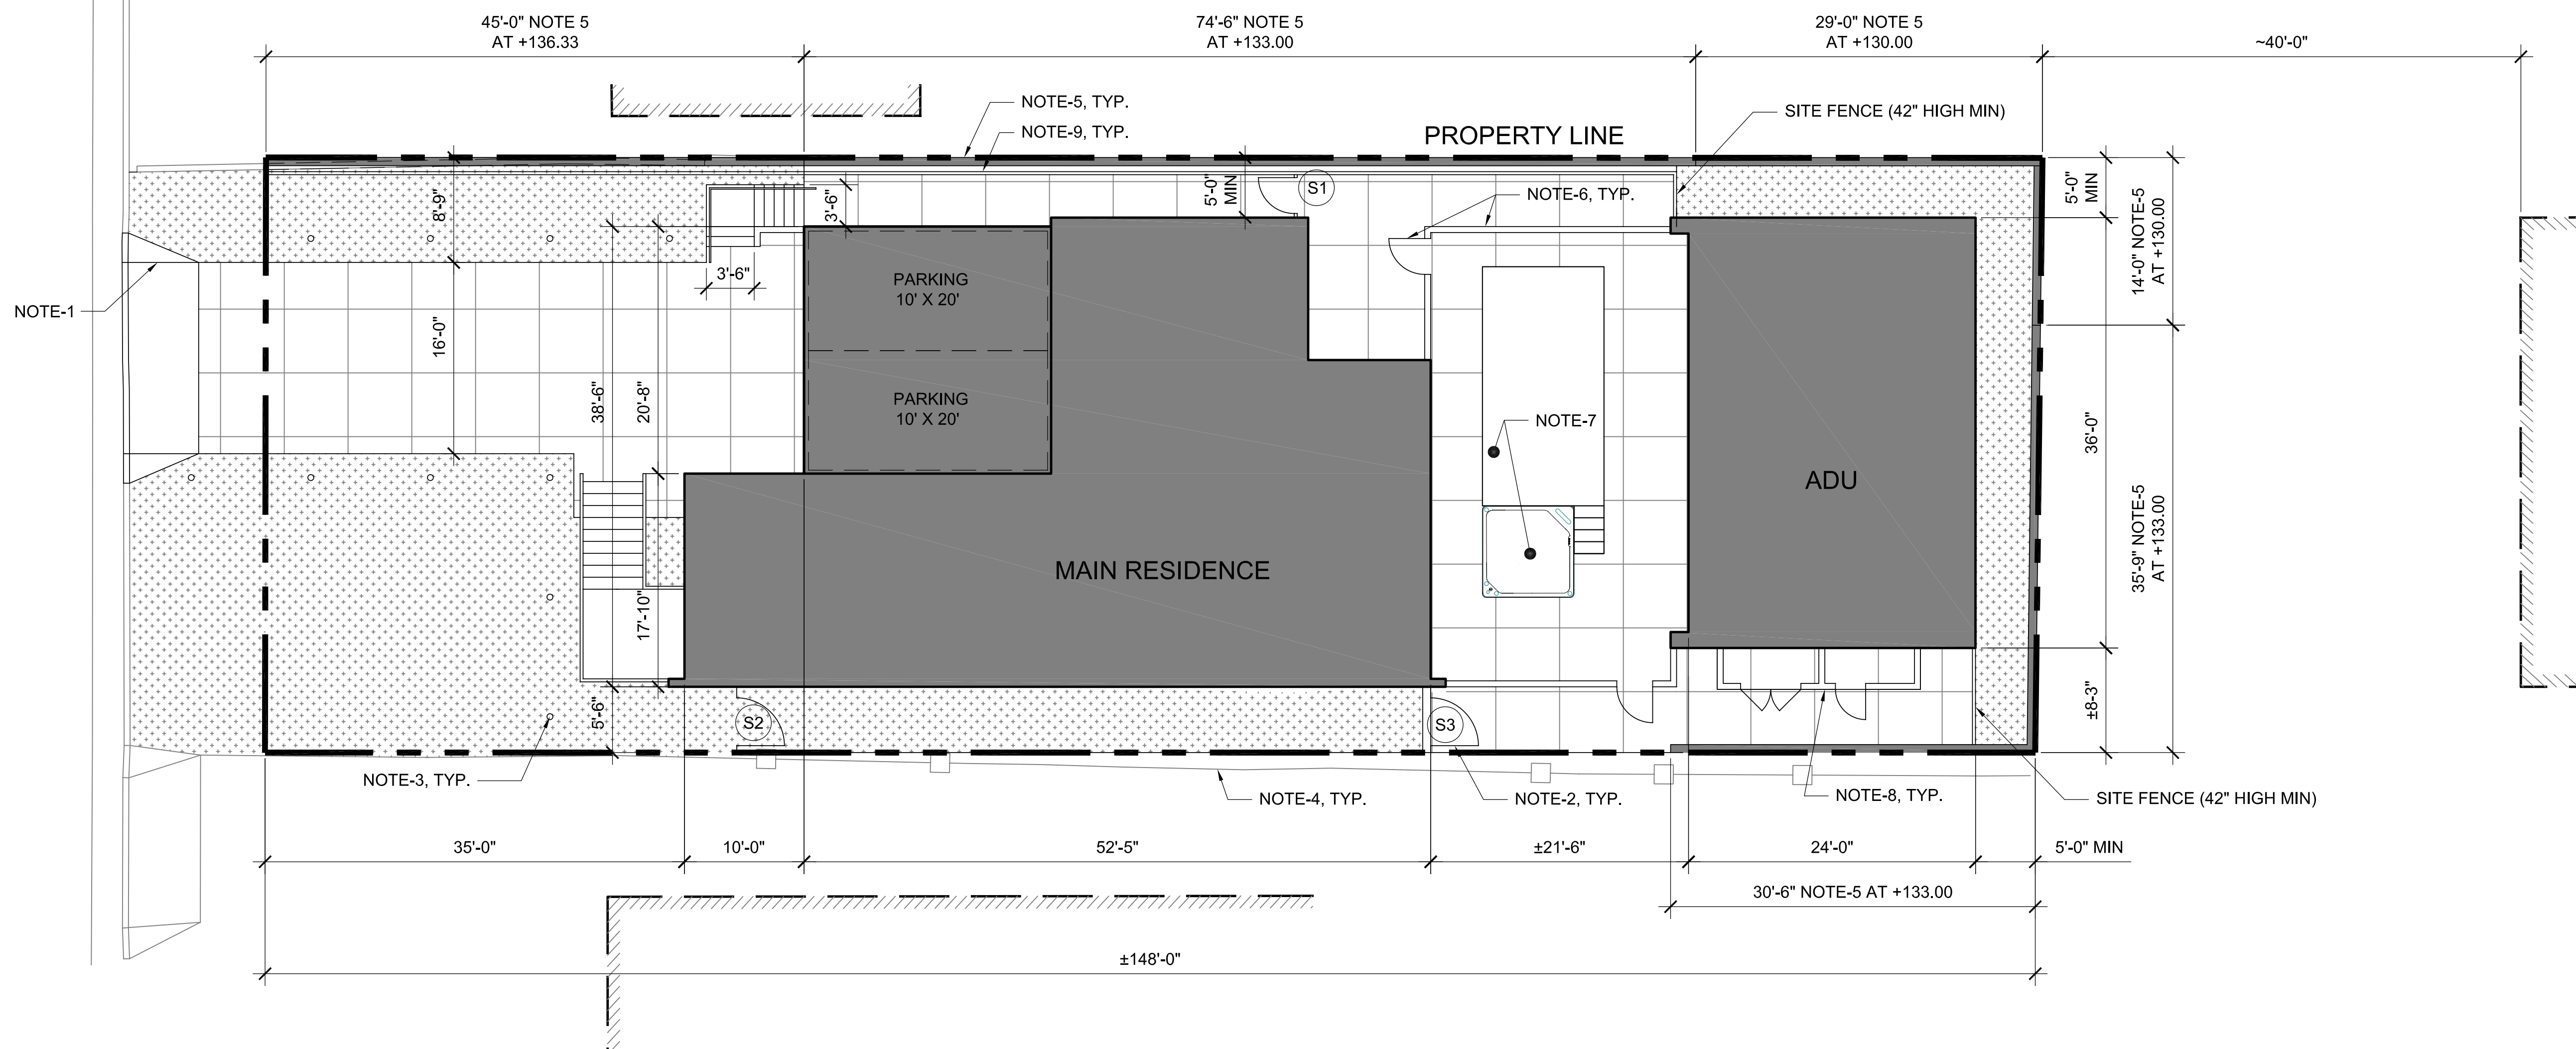 45'-0" NOTE 5
AT +136.33
74'-6" NOTE 5
AT +133.00
29'-0" NOTE 5
AT +130.00
~40'-0"
NOTE-5, TYP.
NOTE-9, TYP.
SITE FENCE (42" HIGH MIN)
PROPERTY LINE
8'-9"
3'-6"
5'-0"
MIN
S1
NOTE-6, TYP.
5'-0"
MIN
14'-0" NOTE-5
AT +130.00
3'-6"
NOTE-1
16'-0"
38'-6"
20'-8"
PARKING
10' X 20'
PARKING
10' X 20'
NOTE-7
ADU
36'-0"
35'-9" NOTE-5
AT +133.00
MAIN RESIDENCE
17'-10"
5'-6"
S2
S3
±8-3"
NOTE-3, TYP.
NOTE-4, TYP.
NOTE-2, TYP.
NOTE-8, TYP.
SITE FENCE (42" HIGH MIN)
35'-0"
10'-0"
52'-5"
±21'-6"
24'-0"
5'-0" MIN
30'-6" NOTE-5 AT +133.00
±148'-0"